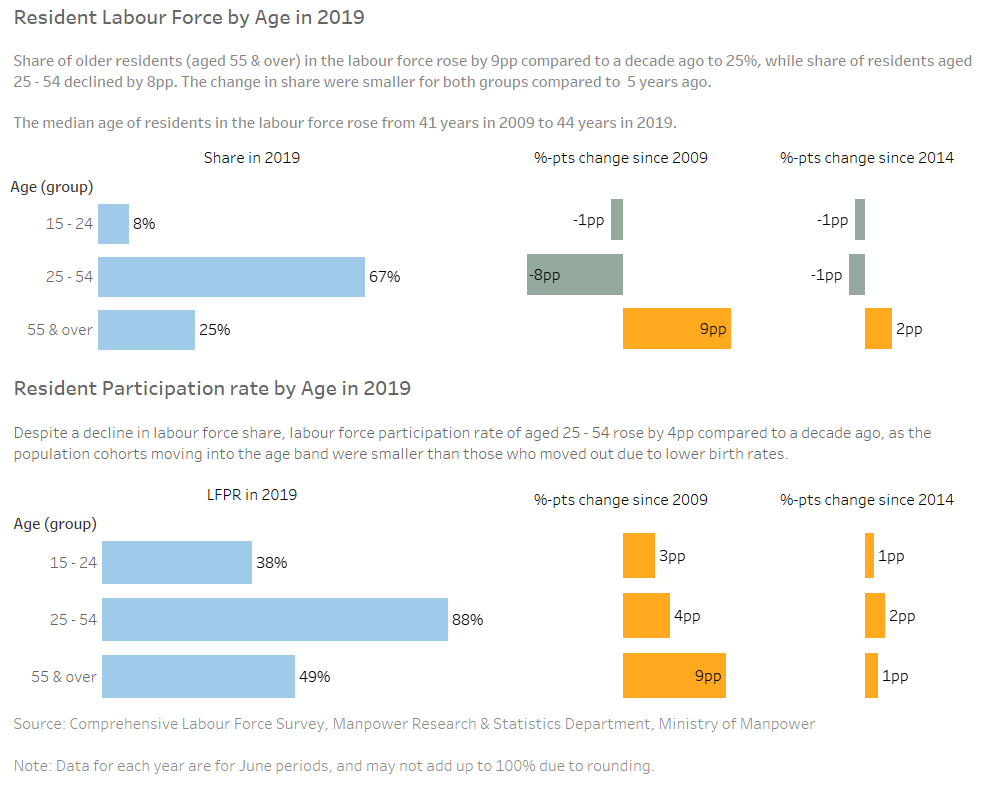 Resident Labour Force by Age in 2019
Share of older residents (aged 55 & over) in the labour force rose by 9pp compared to a decade ago to 25%, while share of residents aged
25 - 54 declined by 8pp. The change in share were smaller for both groups compared to  5 years ago.
The median age of residents in the labour force rose from 41 years in 2009 to 44 years in 2019.
Share in 2019 %-pts change since 2009 %-pts change since 2014
Age (group)
15 - 24 8% -1pp -1pp
25 - 54 67% -8pp -1pp
55 & over 25% 9pp 2pp
Resident Participation rate by Age in 2019
Despite a decline in labour force share, labour force participation rate of aged 25 - 54 rose by 4pp compared to a decade ago, as the
population cohorts moving into the age band were smaller than those who moved out due to lower birth rates.
LFPR in 2019 %-pts change since 2009 %-pts change since 2014
Age (group)
15 - 24 38% 3pp 1pp
25 - 54 88% 4pp 2pp
55 & over 49% 9pp 1pp
Source: Comprehensive Labour Force Survey, Manpower Research & Statistics Department, Ministry of Manpower
Note: Data for each year are for June periods, and may not add up to 100% due to rounding.